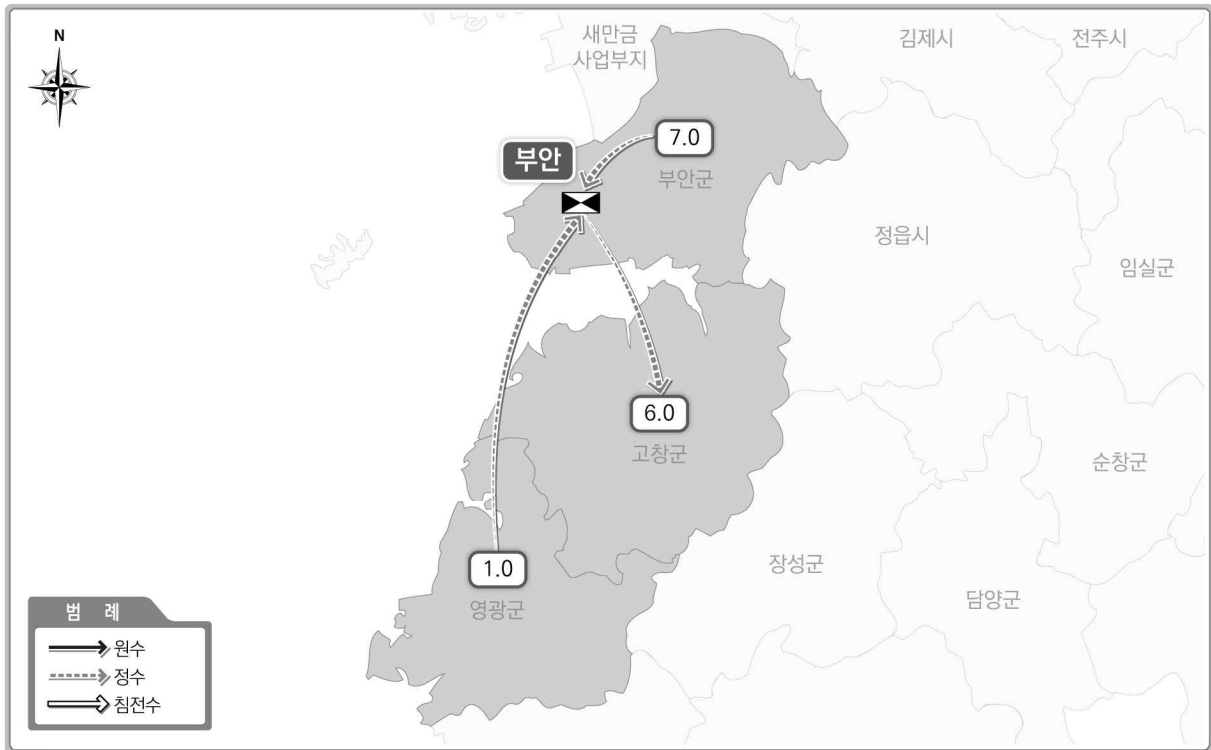 N
새만금
사업부지
김제시
전주시
부안
7.0
부안군
정읍시
임실군
6.0
고창군
순창군
1.0
영광군
장성군
담양군
범 례
원수
정수
침전수